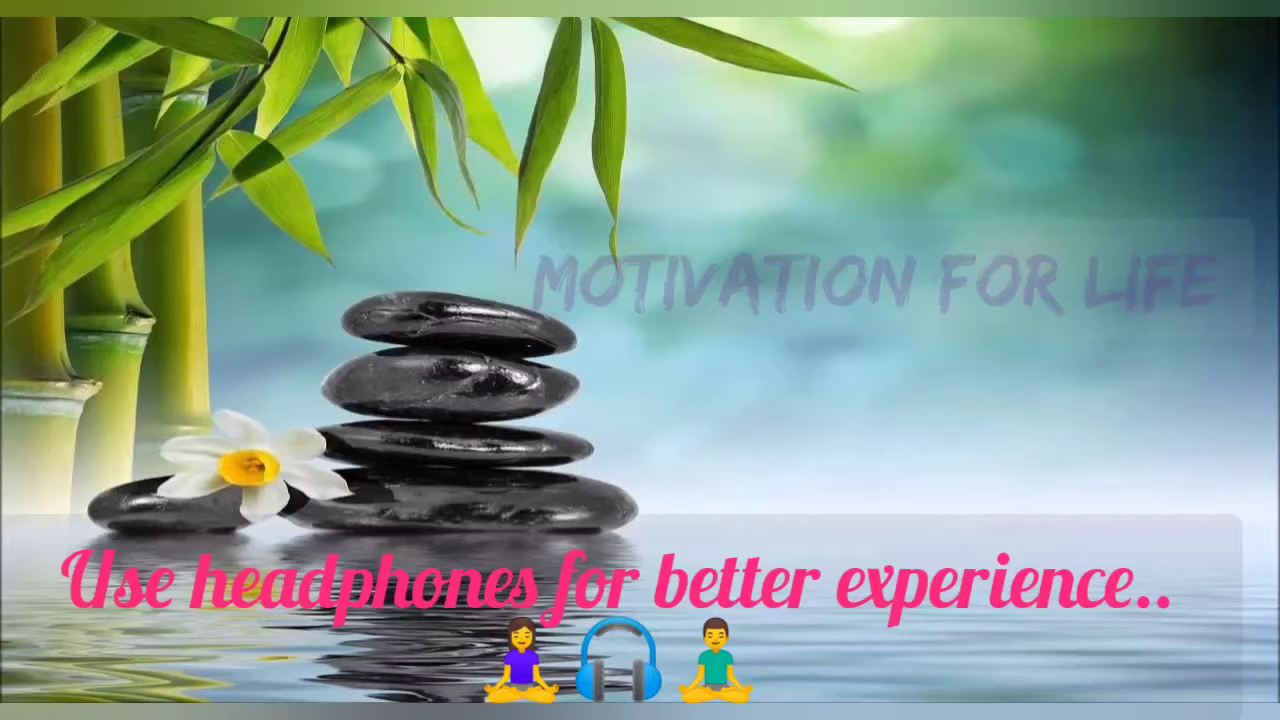 MOTIVATION FOR LIFE
Use headphones for better experience..
🧘‍♀️🎧🧘‍♂️